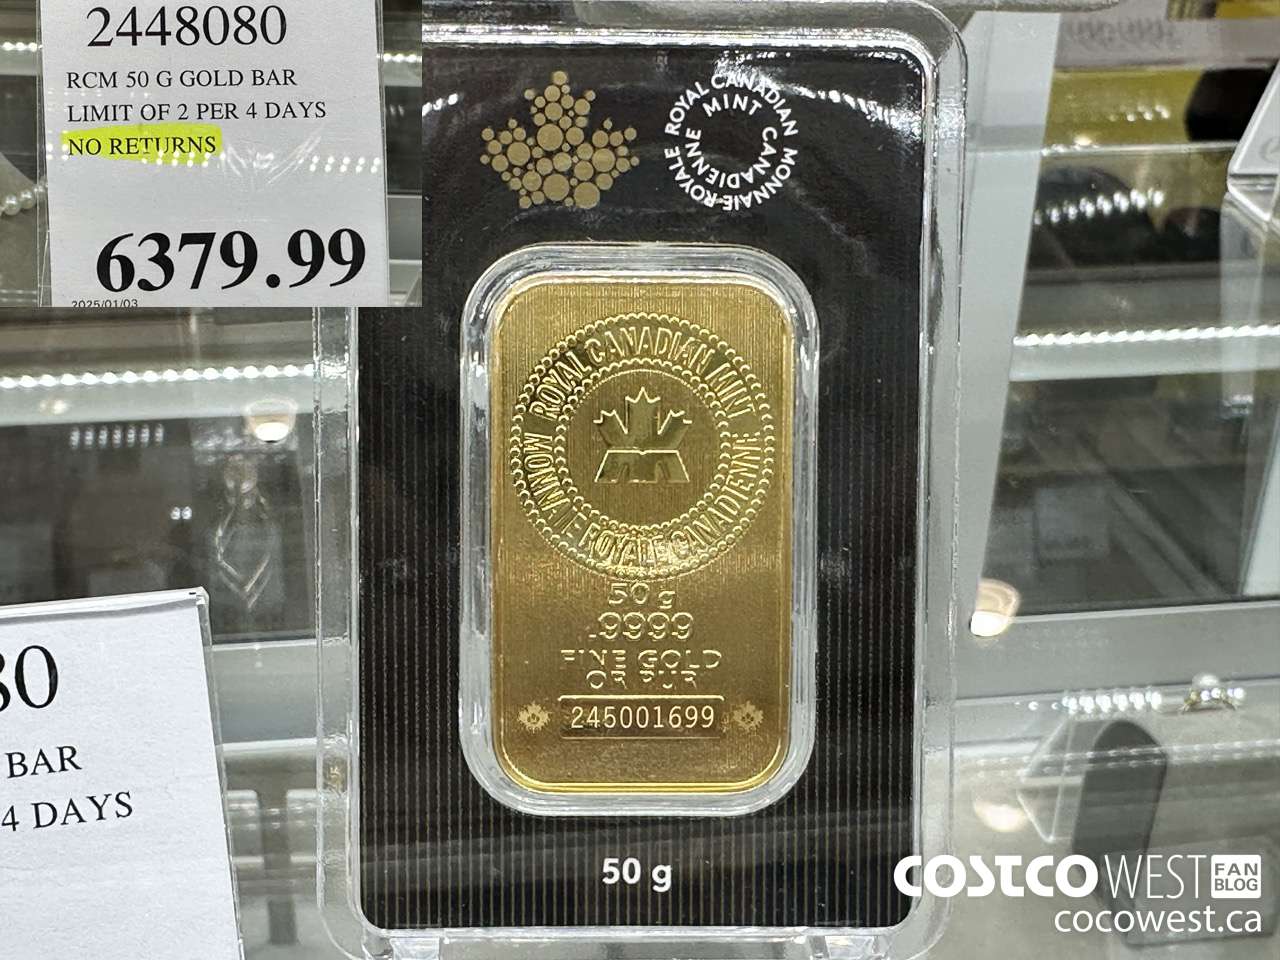 2448080
RCM 50 G GOLD BAR
LIMIT OF 2 PER 4 DAYS
NO RETURNS
6379.99
2025/01/03
ROYAL CANADIAN
MINT
MONNAIE ROYALE
CANADIENNE
ROYAL CANADIAN MINT
MONNAIE ROYALE CANADIENNE
50 g
.9999
FINE GOLD
OR PUR
245001699
50 g
80
BAR
4 DAYS
COSTCO WEST FAN
BLOG
cocowest.ca